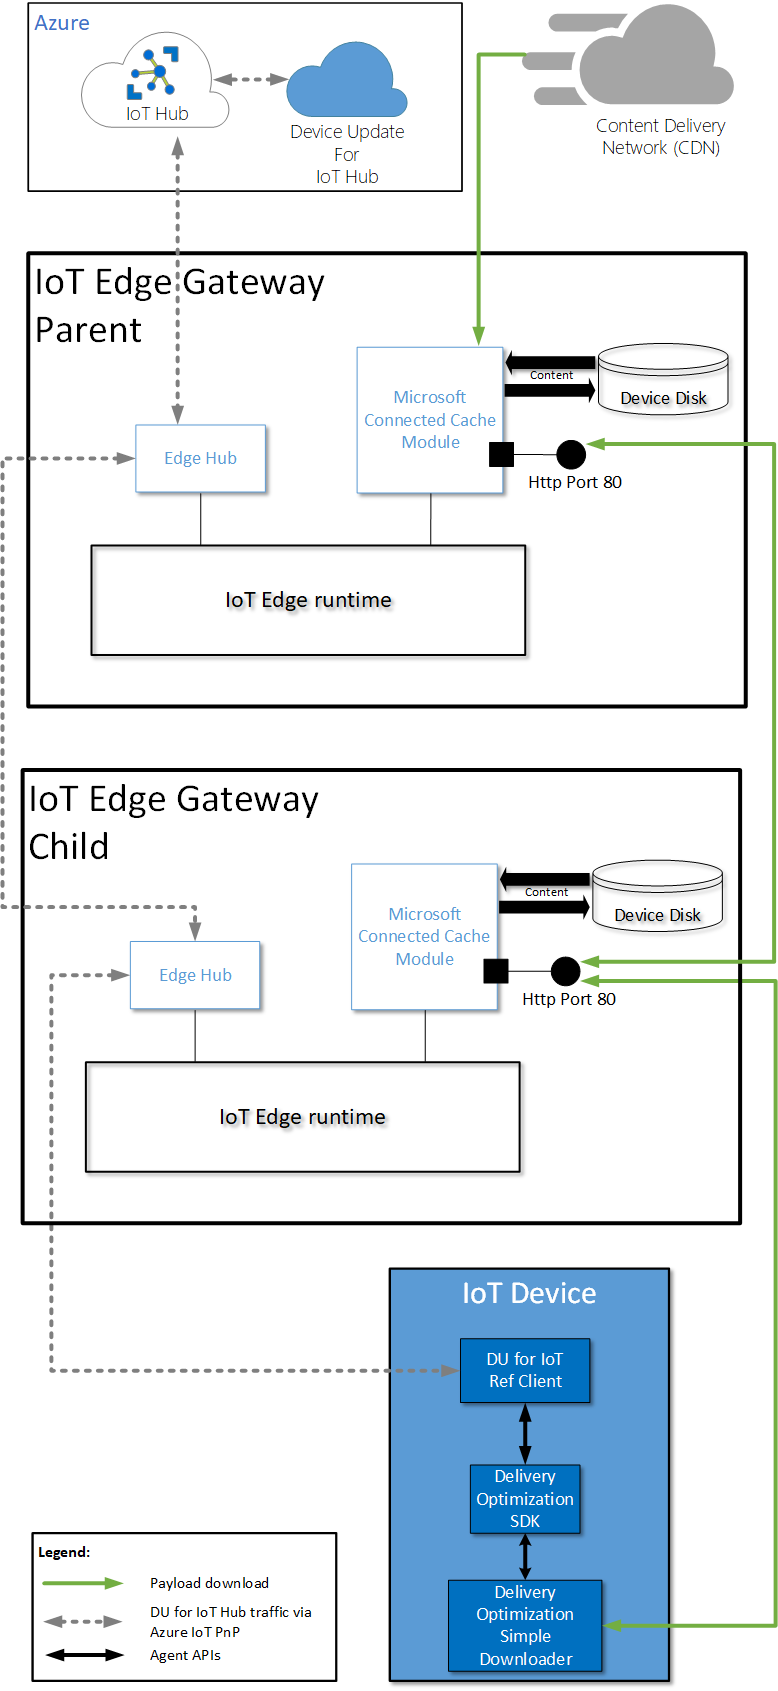 Azure
IoT Hub
Device Update
For
IoT Hub
Content Delivery
Network (CDN)
IoT Edge Gateway
Parent
Microsoft
Connected Cache
Module
Content
Device Disk
Edge Hub
Http Port 80
IoT Edge runtime
IoT Edge Gateway
Child
Microsoft
Connected Cache
Module
Content
Device Disk
Edge Hub
Http Port 80
IoT Edge runtime
IoT Device
DU for IoT
Ref Client
Delivery
Optimization
SDK
Delivery
Optimization
Simple
Downloader
Legend:
Payload download
DU for IoT Hub traffic via
Azure IoT PnP
Agent APIs